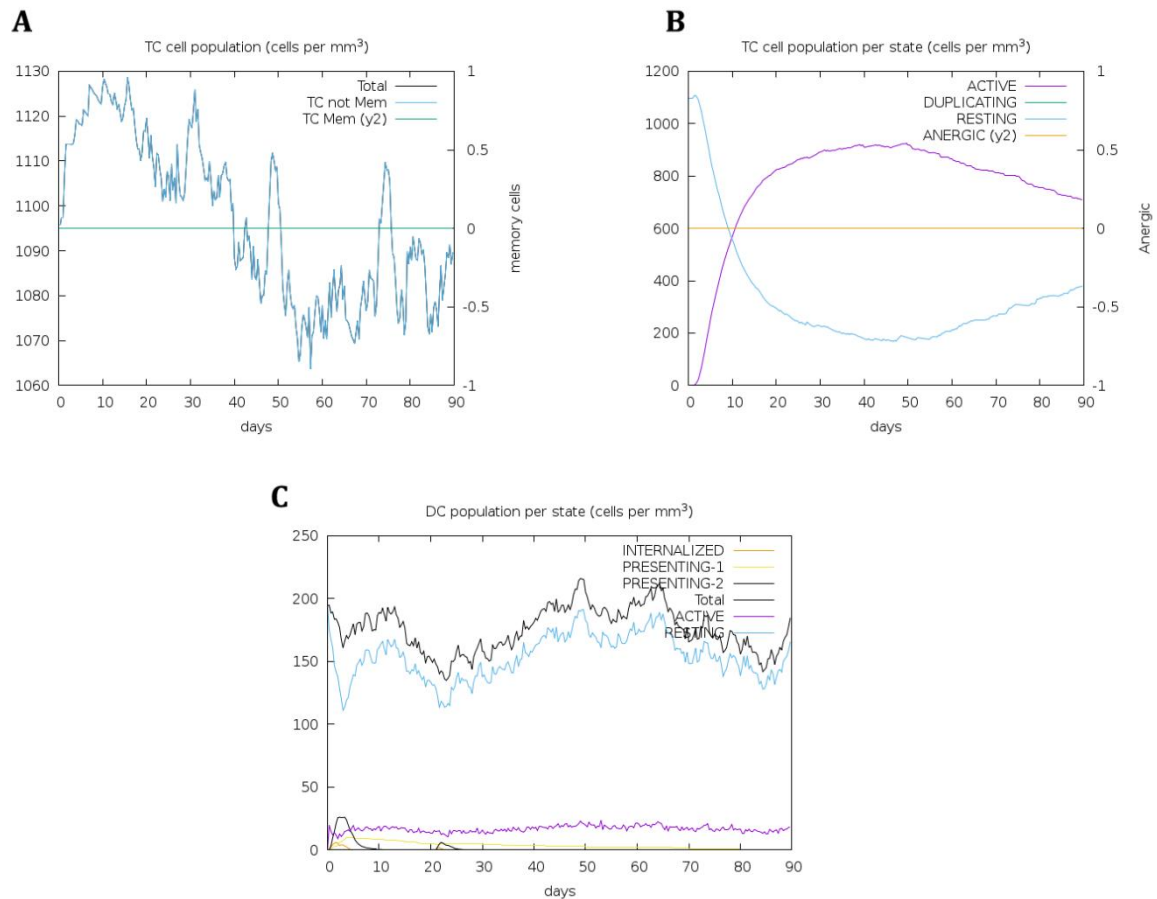 A
TC cell population (cells per mm³)
1130
1120
1110
1100
1090
1080
1070
1060
1
0.5
0
-0.5
-1
Total
TC not Mem
TC Mem (y2)
memory cells
0 10 20 30 40 50 60 70 80 90
days
B
TC cell population per state (cells per mm³)
1200
1000
800
600
400
200
0
1
0.5
0
-0.5
-1
ACTIVE
DUPLICATING
RESTING
ANERGIC (y2)
Anergic
0 10 20 30 40 50 60 70 80 90
days
C
DC population per state (cells per mm³)
250
200
150
100
50
0
INTERNALIZED
PRESENTING-1
PRESENTING-2
Total
ACTIVE
RESTING
0 10 20 30 40 50 60 70 80 90
days